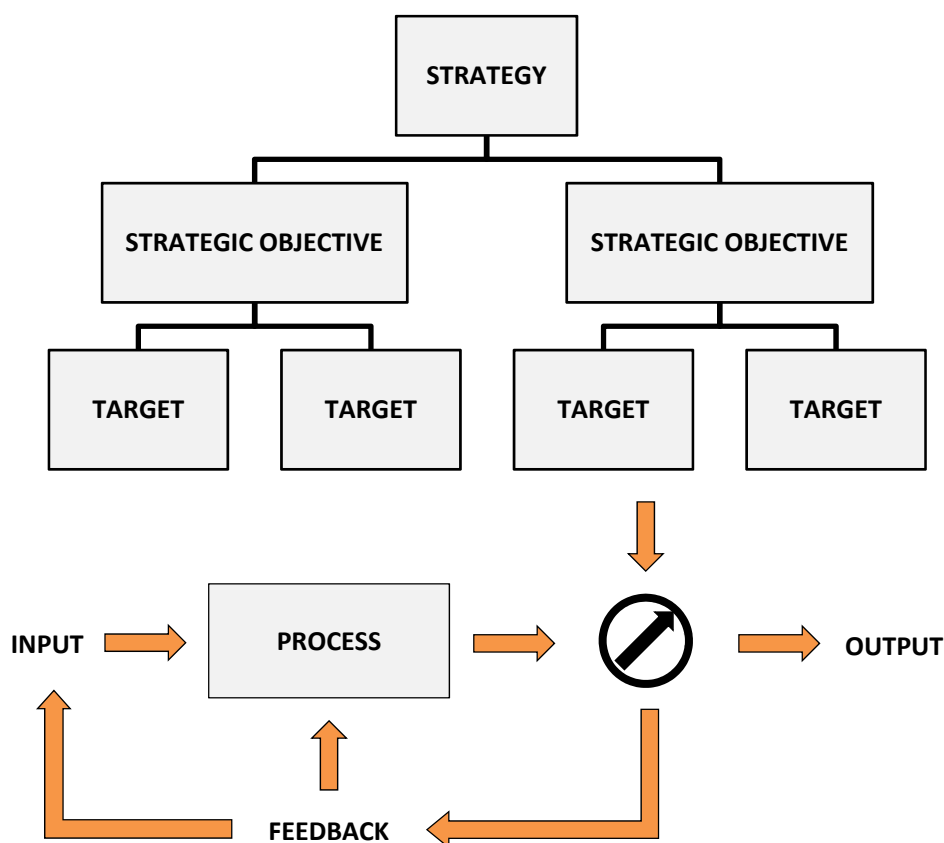 STRATEGY
STRATEGIC OBJECTIVE
STRATEGIC OBJECTIVE
TARGET
TARGET
TARGET
TARGET
INPUT
PROCESS
OUTPUT
FEEDBACK